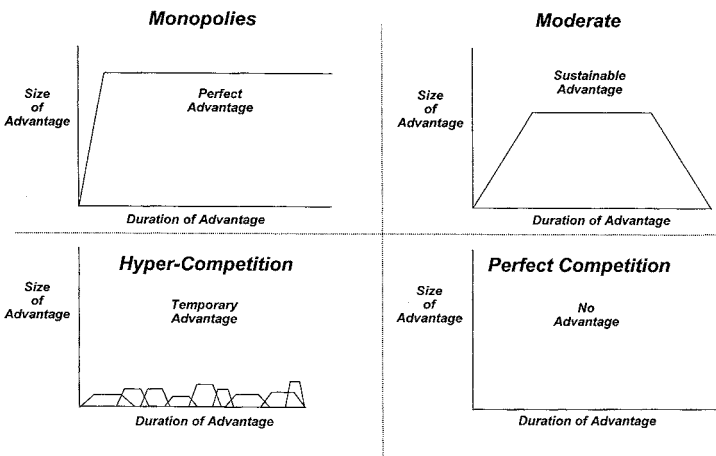 Monopolies
Size
of
Advantage
Perfect
Advantage
Duration of Advantage
Moderate
Size
of
Advantage
Sustainable
Advantage
Duration of Advantage
Hyper-Competition
Size
of
Advantage
Temporary
Advantage
Duration of Advantage
Perfect Competition
Size
of
Advantage
No
Advantage
Duration of Advantage